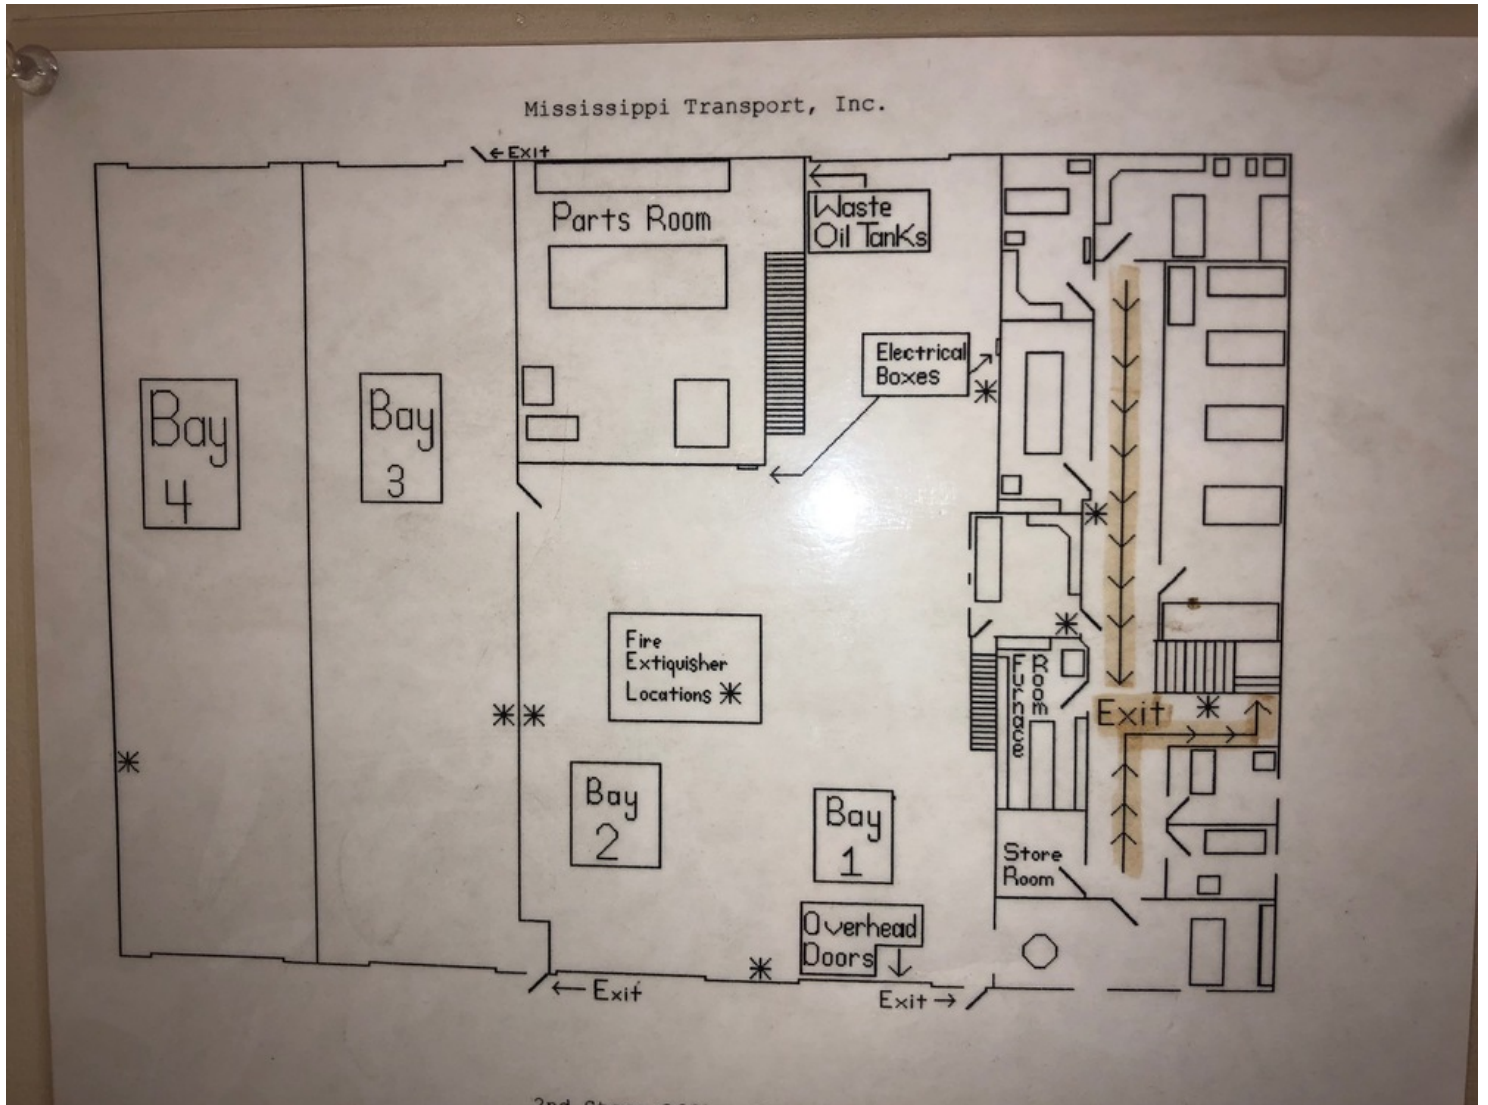 Mississippi Transport, Inc.
←Exit
Parts Room
Waste
Oil Tanks
Electrical
Boxes
Bay
4
Bay
3
Fire
Extiquisher
Locations
Furnace
Room
Exit
Bay
2
Bay
1
Store
Room
Overhead
Doors
←Exit
Exit→
2nd